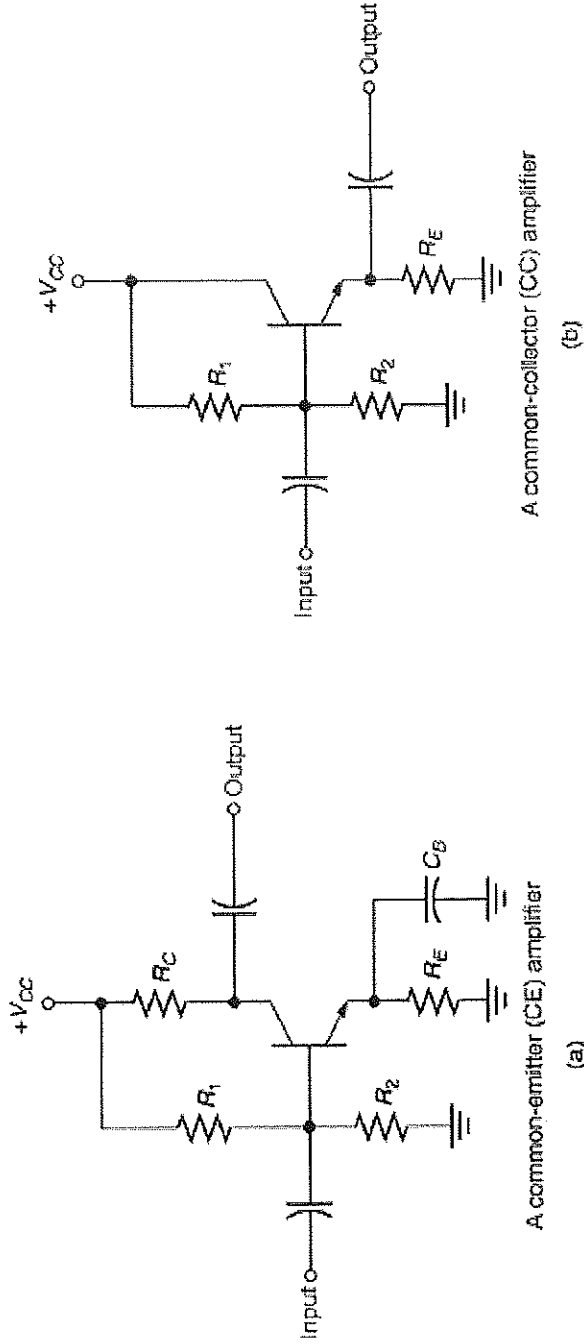 +V_CC
R_1
R_C
Output
Input
R_2
R_E
C_B
A common-emitter (CE) amplifier
(a)
+V_CC
R_1
Input
Output
R_2
R_E
A common-collector (CC) amplifier
(b)